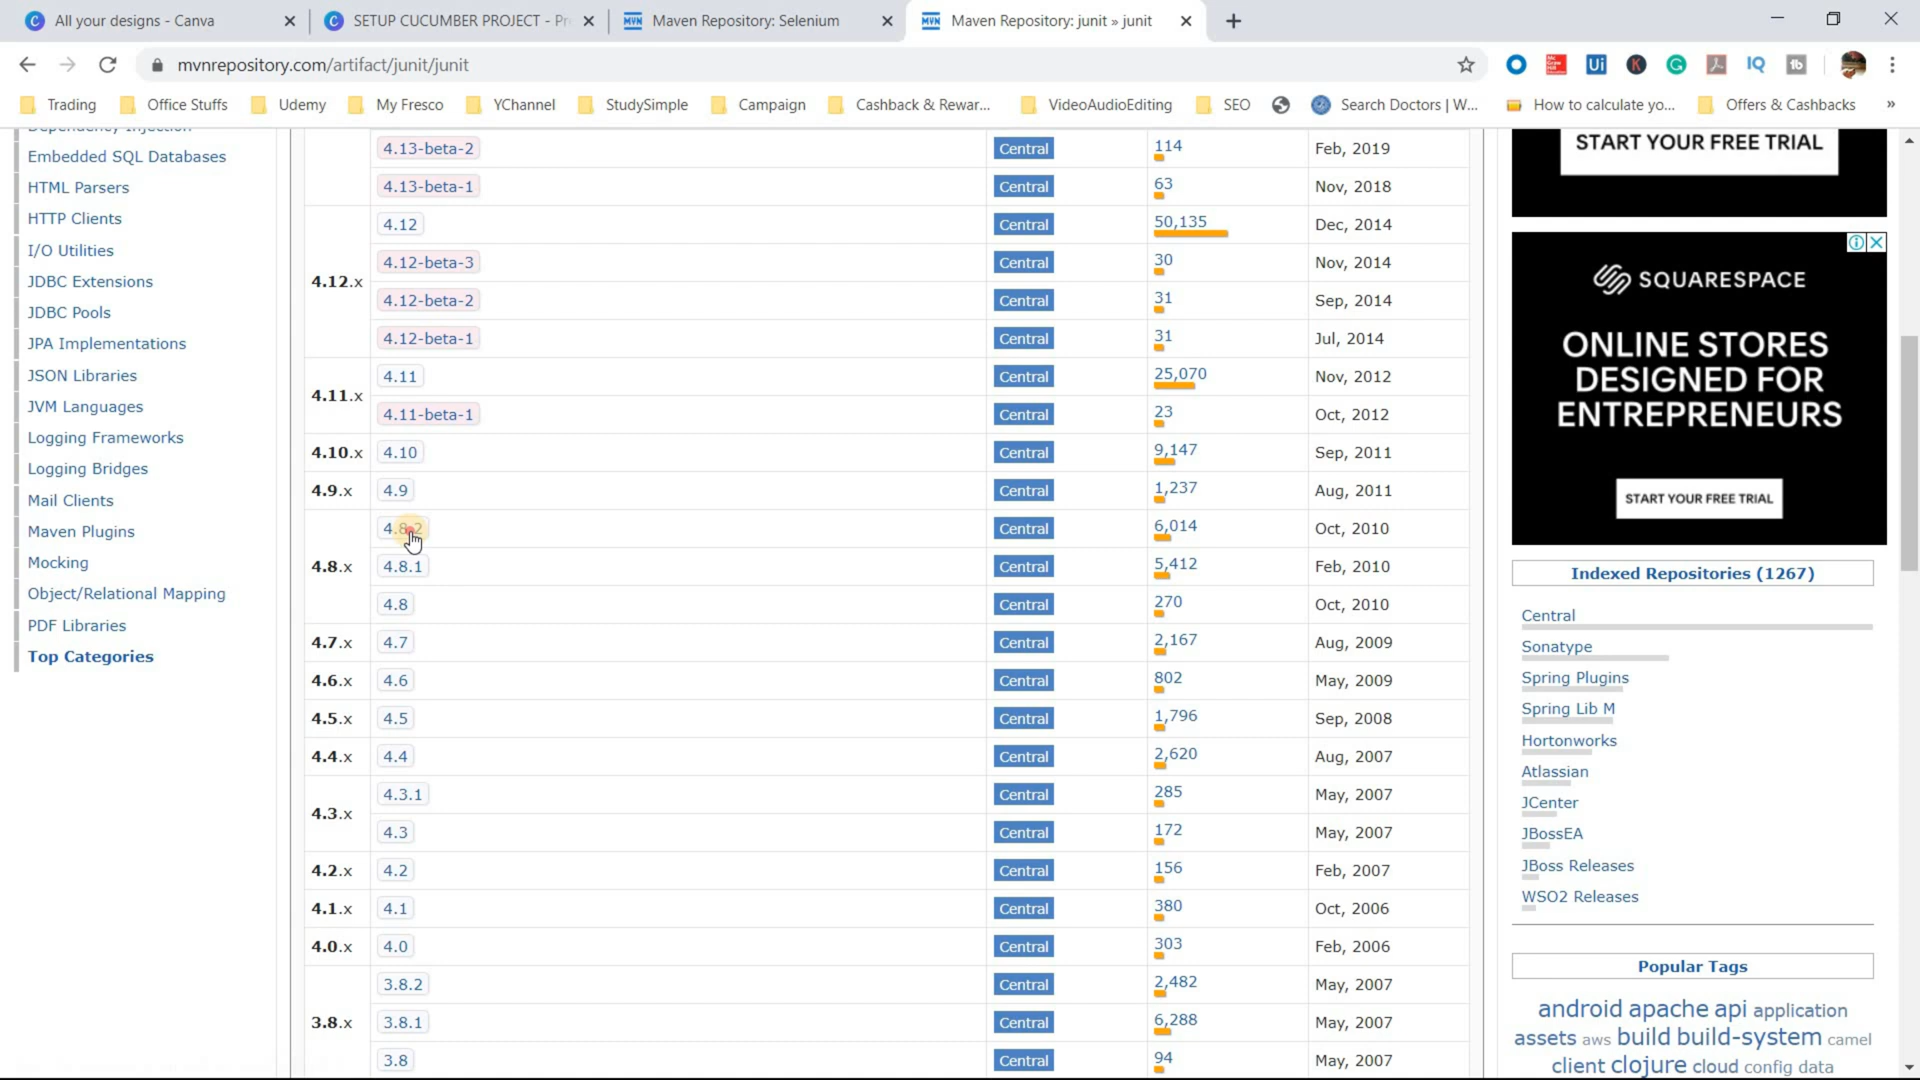 All your designs - Canva
SETUP CUCUMBER PROJECT - Pr
Maven Repository: Selenium
Maven Repository: junit » junit
mvnrepository.com/artifact/junit/junit
Trading
Office Stuffs
Udemy
My Fresco
YChannel
StudySimple
Campaign
Cashback & Rewar...
VideoAudioEditing
SEO
Search Doctors | W...
How to calculate yo...
Offers & Cashbacks
»
Dependency Injection
Embedded SQL Databases
HTML Parsers
HTTP Clients
I/O Utilities
JDBC Extensions
JDBC Pools
JPA Implementations
JSON Libraries
JVM Languages
Logging Frameworks
Logging Bridges
Mail Clients
Maven Plugins
Mocking
Object/Relational Mapping
PDF Libraries
Top Categories
4.13-beta-2 Central 114 Feb, 2019
4.13-beta-1 Central 63 Nov, 2018
4.12 Central 50,135 Dec, 2014
4.12-beta-3 Central 30 Nov, 2014
4.12.x
4.12-beta-2 Central 31 Sep, 2014
4.12-beta-1 Central 31 Jul, 2014
4.11 Central 25,070 Nov, 2012
4.11.x
4.11-beta-1 Central 23 Oct, 2012
4.10.x 4.10 Central 9,147 Sep, 2011
4.9.x 4.9 Central 1,237 Aug, 2011
4.8.2 Central 6,014 Oct, 2010
4.8.x 4.8.1 Central 5,412 Feb, 2010
4.8 Central 270 Oct, 2010
4.7.x 4.7 Central 2,167 Aug, 2009
4.6.x 4.6 Central 802 May, 2009
4.5.x 4.5 Central 1,796 Sep, 2008
4.4.x 4.4 Central 2,620 Aug, 2007
4.3.1 Central 285 May, 2007
4.3.x
4.3 Central 172 May, 2007
4.2.x 4.2 Central 156 Feb, 2007
4.1.x 4.1 Central 380 Oct, 2006
4.0.x 4.0 Central 303 Feb, 2006
3.8.2 Central 2,482 May, 2007
3.8.x 3.8.1 Central 6,288 May, 2007
3.8 Central 94 May, 2007
START YOUR FREE TRIAL
SQUARESPACE
ONLINE STORES
DESIGNED FOR
ENTREPRENEURS
START YOUR FREE TRIAL
Indexed Repositories (1267)
Central
Sonatype
Spring Plugins
Spring Lib M
Hortonworks
Atlassian
JCenter
JBossEA
JBoss Releases
WSO2 Releases
Popular Tags
android apache api application
assets aws build build-system camel
client clojure cloud config data